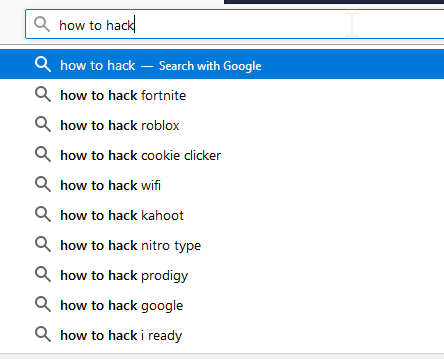 how to hack
how to hack — Search with Google
how to hack fortnite
how to hack roblox
how to hack cookie clicker
how to hack wifi
how to hack kahoot
how to hack nitro type
how to hack prodigy
how to hack google
how to hack i ready